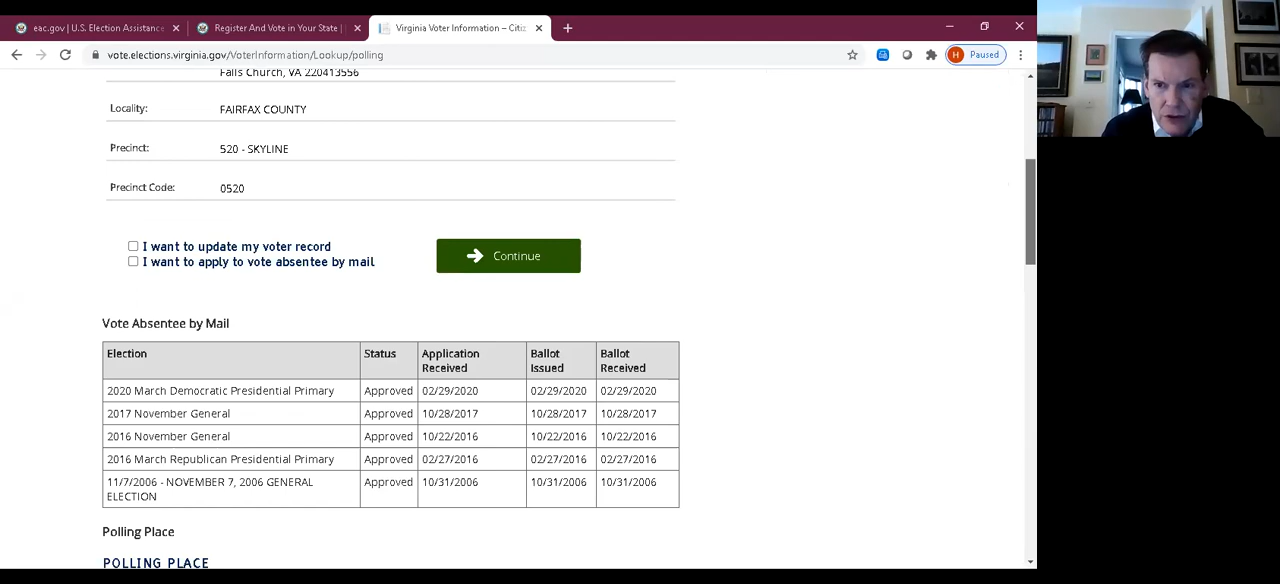 eac.gov | U.S. Election Assistance
Register And Vote in Your State |
Virginia Voter Information – Citiz
vote.elections.virginia.gov/VoterInformation/Lookup/polling
H Paused
Falls Church, VA 220413556
Locality: FAIRFAX COUNTY
Precinct: 520 - SKYLINE
Precinct Code: 0520
I want to update my voter record
I want to apply to vote absentee by mail
Continue
Vote Absentee by Mail
Election Status Application Received Ballot Issued Ballot Received
2020 March Democratic Presidential Primary Approved 02/29/2020 02/29/2020 02/29/2020
2017 November General Approved 10/28/2017 10/28/2017 10/28/2017
2016 November General Approved 10/22/2016 10/22/2016 10/22/2016
2016 March Republican Presidential Primary Approved 02/27/2016 02/27/2016 02/27/2016
11/7/2006 - NOVEMBER 7, 2006 GENERAL ELECTION Approved 10/31/2006 10/31/2006 10/31/2006
Polling Place
POLLING PLACE